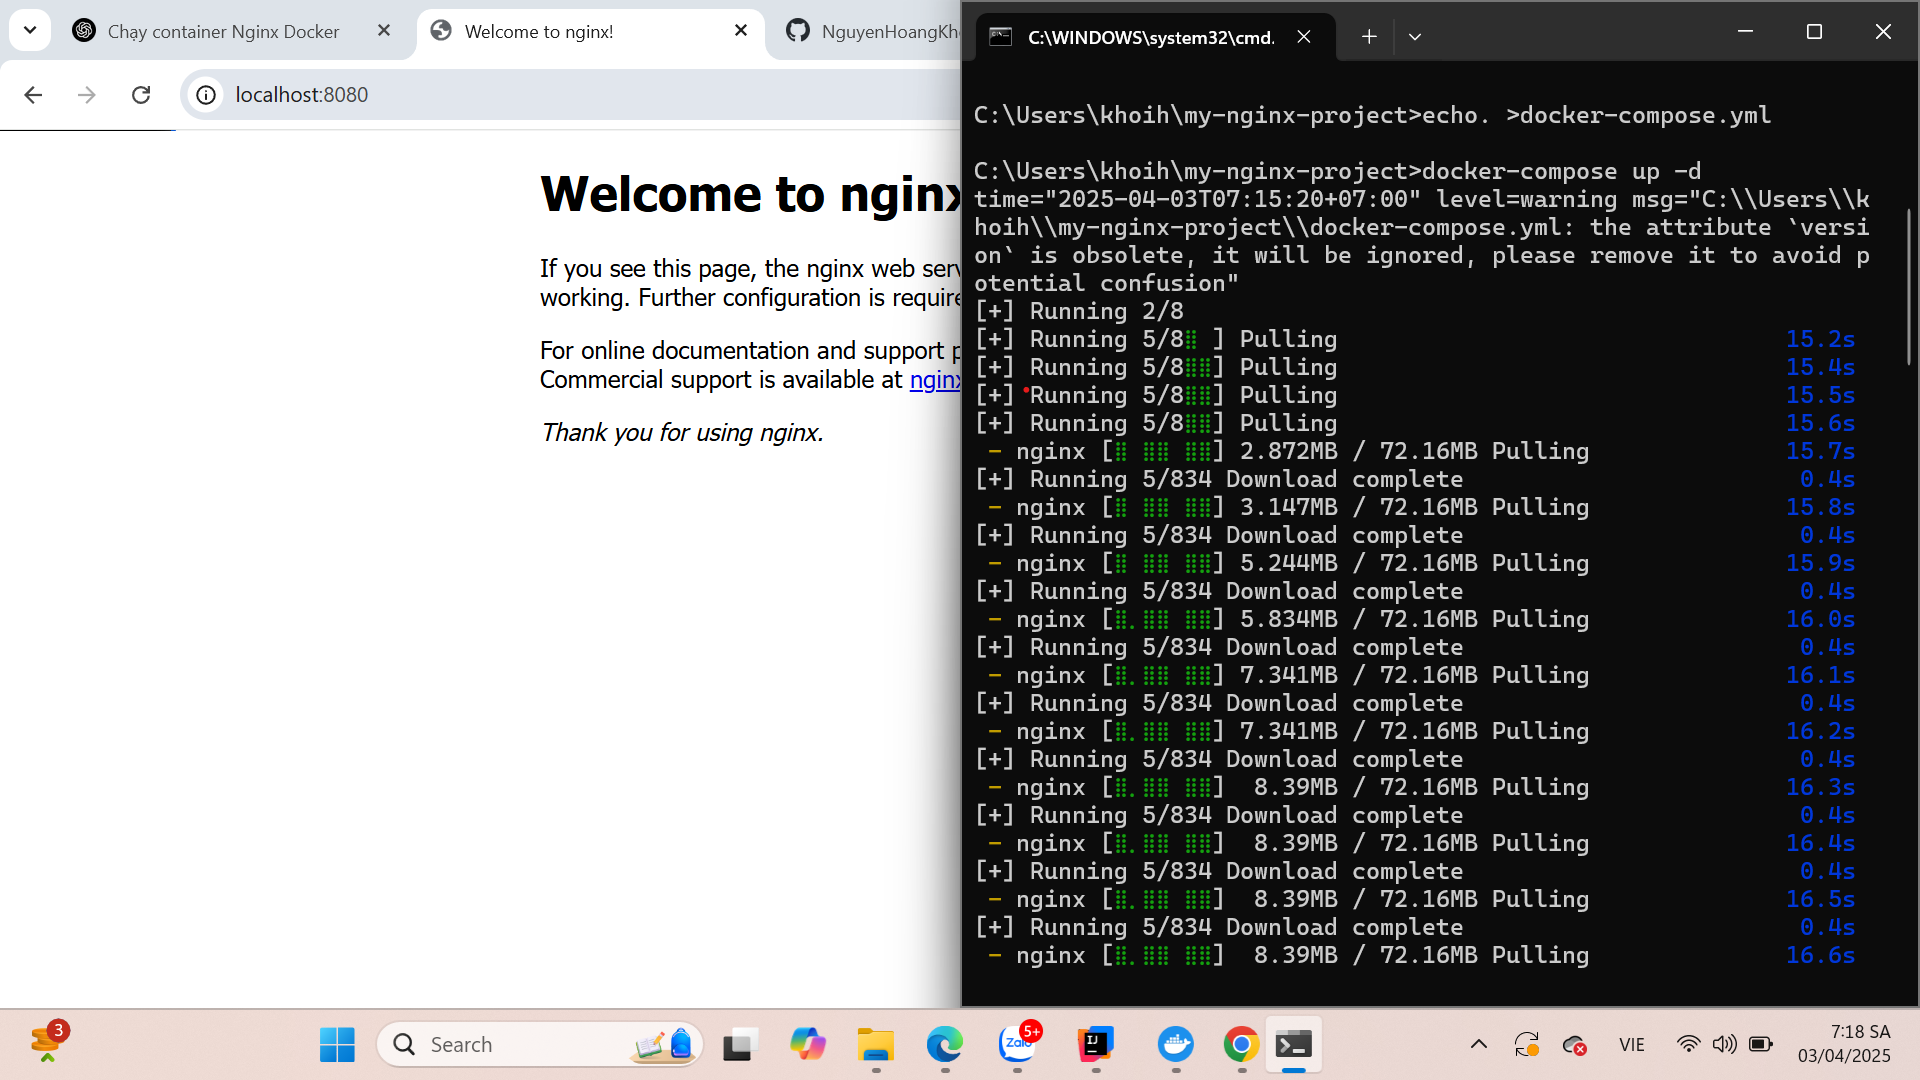 Chạy container Nginx Docker
Welcome to nginx!
NguyenHoangKh
localhost:8080
Welcome to nginx
If you see this page, the nginx web serv
working. Further configuration is require
For online documentation and support p
Commercial support is available at nginx
Thank you for using nginx.
C:\WINDOWS\system32\cmd.
C:\Users\khoih\my-nginx-project>echo. >docker-compose.yml
C:\Users\khoih\my-nginx-project>docker-compose up -d
time="2025-04-03T07:15:20+07:00" level=warning msg="C:\\Users\\k
hoih\\my-nginx-project\\docker-compose.yml: the attribute `versi
on` is obsolete, it will be ignored, please remove it to avoid p
otential confusion"
[+] Running 2/8
[+] Running 5/8⣿ ] Pulling 15.2s
[+] Running 5/8⣿⣿] Pulling 15.4s
[+] Running 5/8⣿⣿] Pulling 15.5s
[+] Running 5/8⣿⣿] Pulling 15.6s
- nginx [⣿ ⣿⣿ ⣿⣿] 2.872MB / 72.16MB Pulling 15.7s
[+] Running 5/834 Download complete 0.4s
- nginx [⣿ ⣿⣿ ⣿⣿] 3.147MB / 72.16MB Pulling 15.8s
[+] Running 5/834 Download complete 0.4s
- nginx [⣿ ⣿⣿ ⣿⣿] 5.244MB / 72.16MB Pulling 15.9s
[+] Running 5/834 Download complete 0.4s
- nginx [⣿⡀⣿⣿ ⣿⣿] 5.834MB / 72.16MB Pulling 16.0s
[+] Running 5/834 Download complete 0.4s
- nginx [⣿⡀⣿⣿ ⣿⣿] 7.341MB / 72.16MB Pulling 16.1s
[+] Running 5/834 Download complete 0.4s
- nginx [⣿⡀⣿⣿ ⣿⣿] 7.341MB / 72.16MB Pulling 16.2s
[+] Running 5/834 Download complete 0.4s
- nginx [⣿⡀⣿⣿ ⣿⣿] 8.39MB / 72.16MB Pulling 16.3s
[+] Running 5/834 Download complete 0.4s
- nginx [⣿⡀⣿⣿ ⣿⣿] 8.39MB / 72.16MB Pulling 16.4s
[+] Running 5/834 Download complete 0.4s
- nginx [⣿⡀⣿⣿ ⣿⣿] 8.39MB / 72.16MB Pulling 16.5s
[+] Running 5/834 Download complete 0.4s
- nginx [⣿⡀⣿⣿ ⣿⣿] 8.39MB / 72.16MB Pulling 16.6s
3
Search
Zalo
5+
IJ
VIE
7:18 SA
03/04/2025